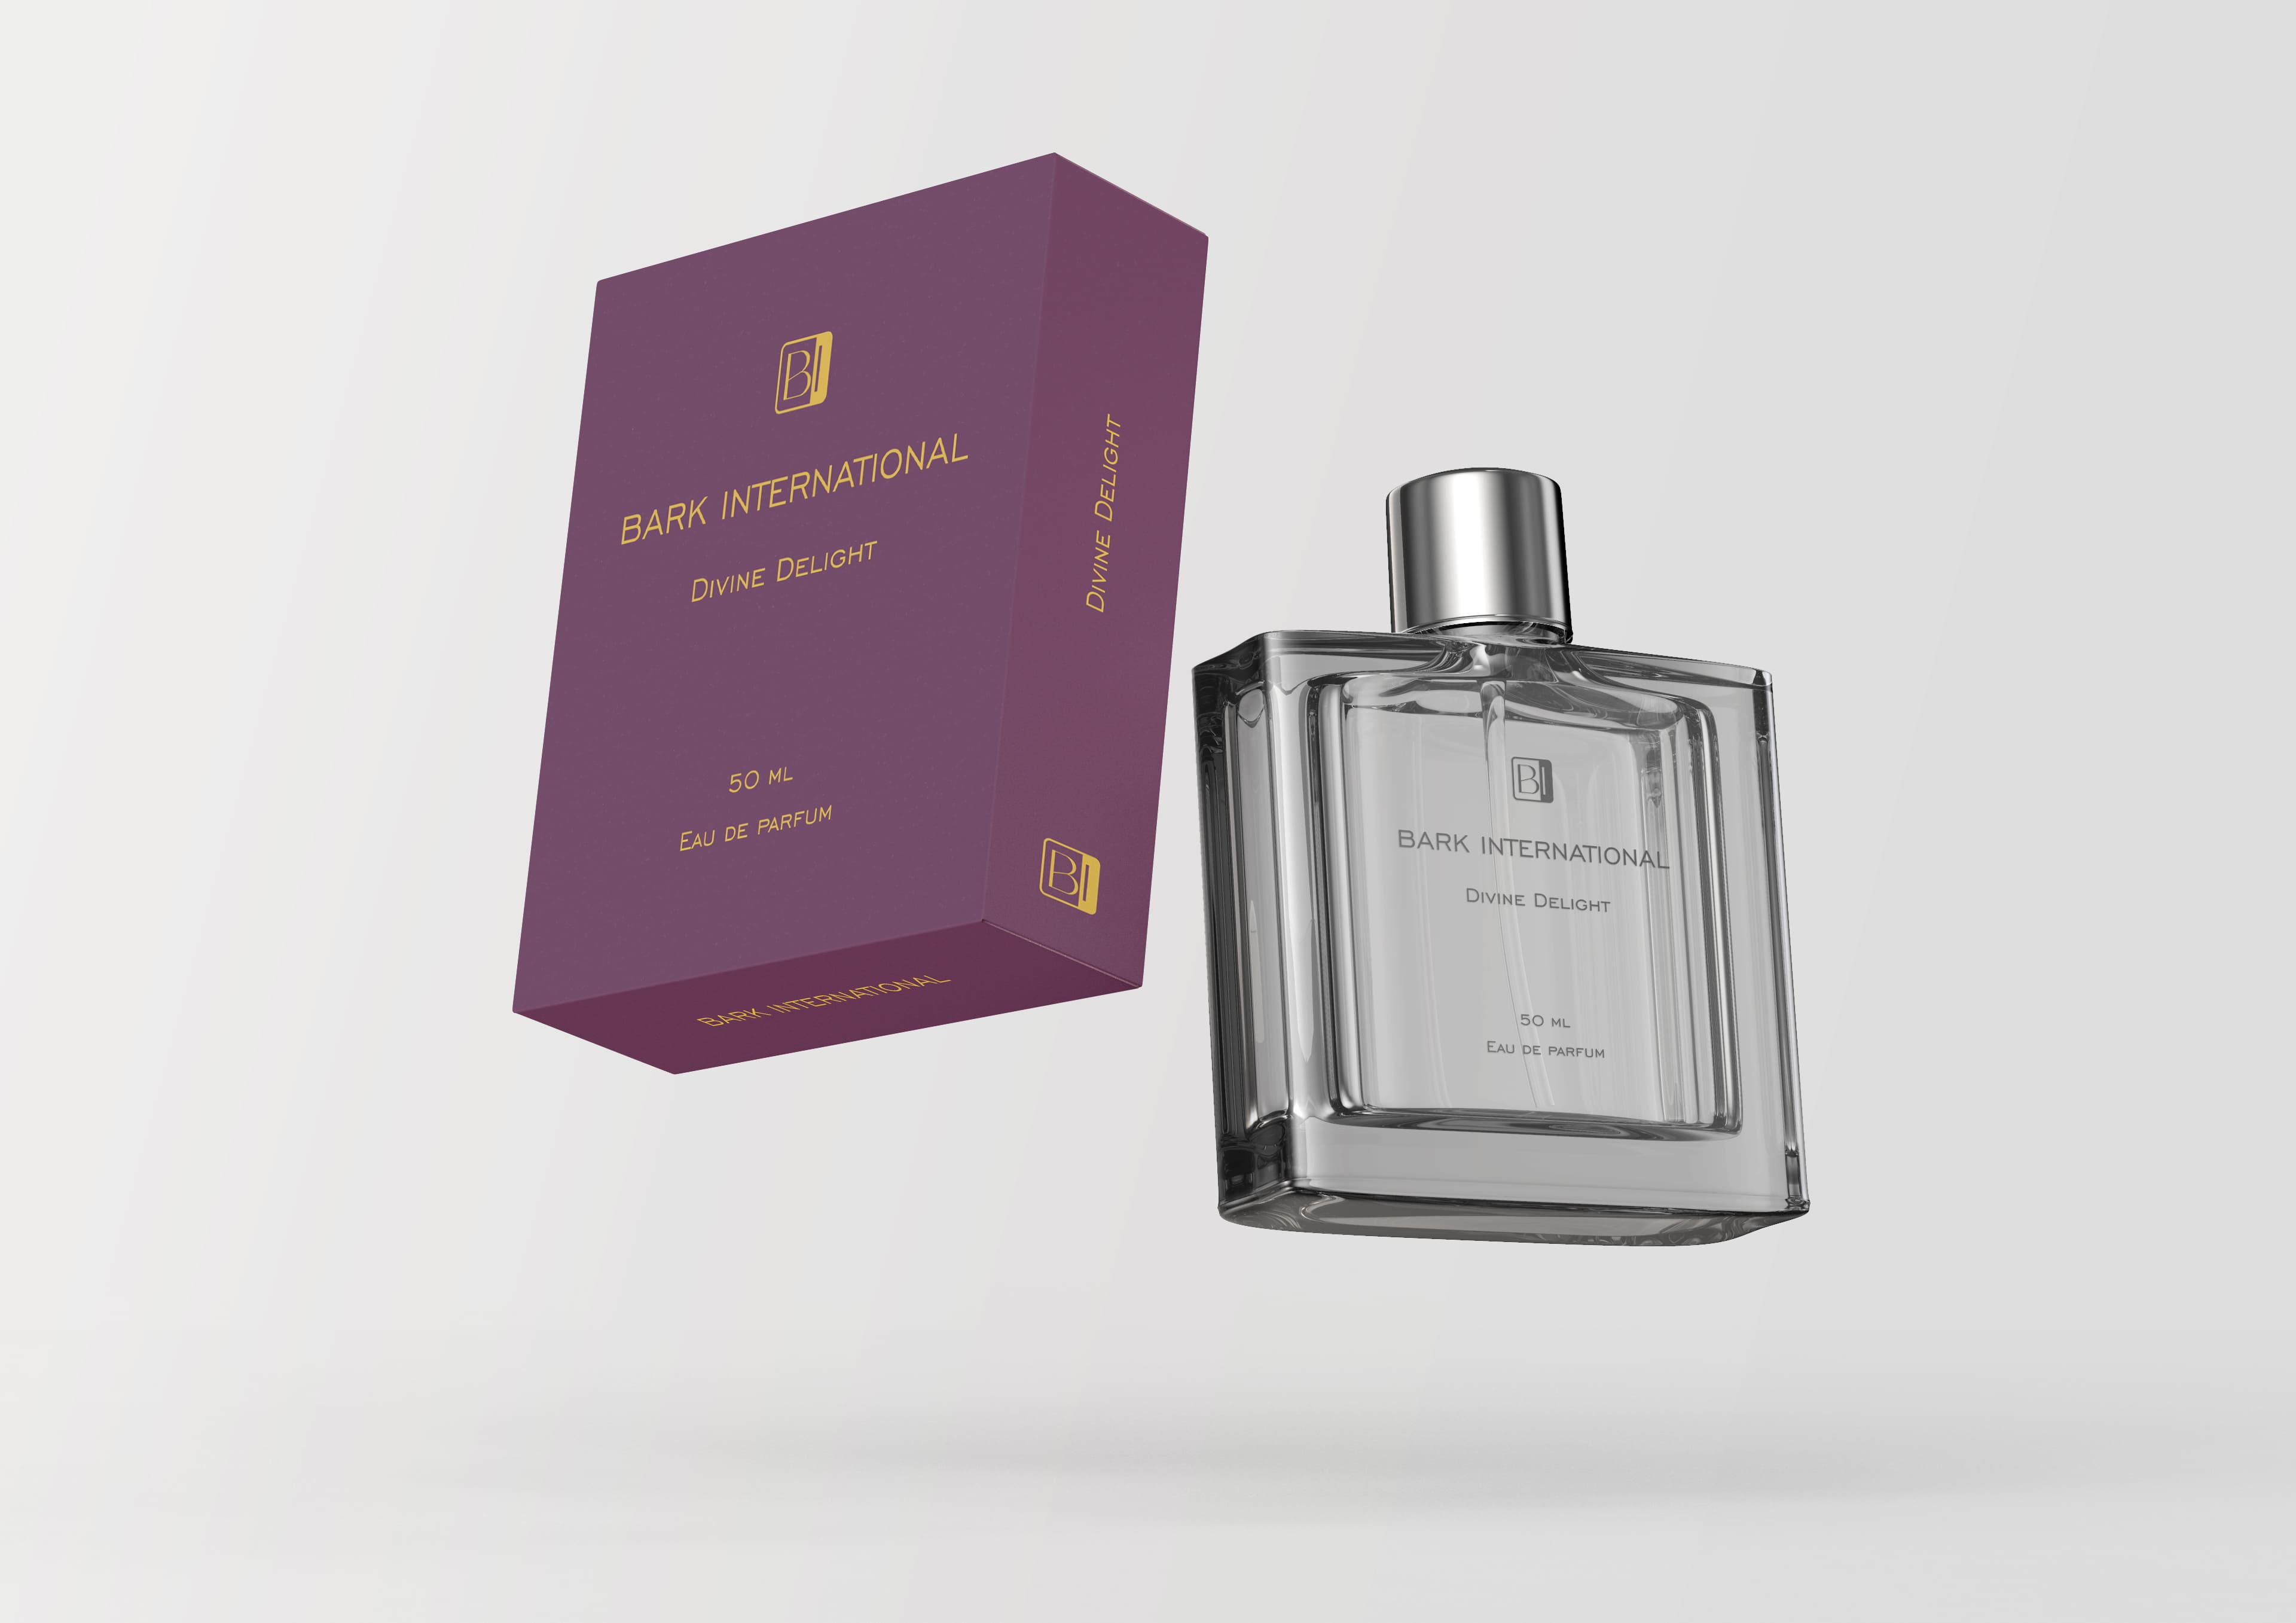 BI
BARK INTERNATIONAL
Divine Delight
50 ml
Eau de parfum
Divine Delight
BI
BARK INTERNATIONAL
BI
BARK INTERNATIONAL
Divine Delight
50 ml
Eau de parfum